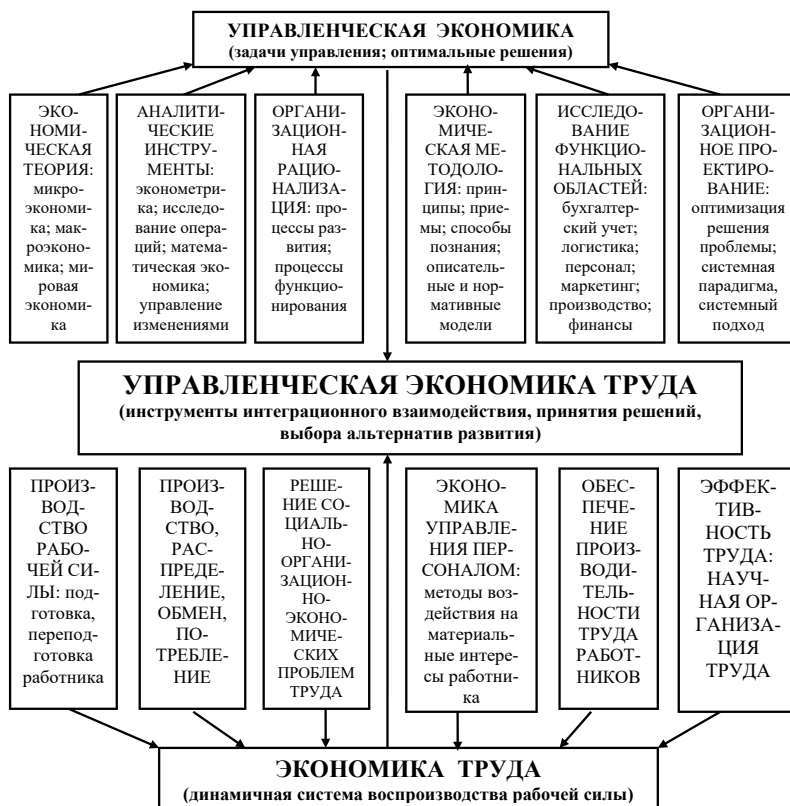 УПРАВЛЕНЧЕСКАЯ ЭКОНОМИКА
(задачи управления; оптимальные решения)
ЭКО-
НОМИ-
ЧЕСКАЯ
ТЕОРИЯ:
микро-
экономи-
ка; мак-
роэконо-
мика; ми-
ровая
экономи-
ка
АНАЛИТИ-
ЧЕСКИЕ
ИНСТРУ-
МЕНТЫ:
эконометри-
ка; исследо-
вание опера-
ций; матема-
тическая эко-
номика;
управление
изменениями
ОРГАНИ-
ЗАЦИОН-
НАЯ
РАЦИО-
НАЛИЗА-
ЦИЯ: про-
цессы раз-
вития;
процессы
функцио-
нирования
ЭКО-
НОМИ-
ЧЕСКАЯ МЕ-
ТОДОЛО-
ГИЯ: прин-
ципы; прие-
мы; способы
познания;
описатель-
ные и нор-
мативные
модели
ИССЛЕДО-
ВАНИЕ
ФУНКЦИО-
НАЛЬНЫХ
ОБЛАСТЕЙ:
бухгалтер-
ский учет;
логистика;
персонал;
маркетинг;
производство;
финансы
ОРГАНИ-
ЗАЦИОН-
НОЕ ПРО-
ЕКТИРО-
ВАНИЕ:
оптимизация
решения
проблемы;
системная
парадигма,
системный
подход
УПРАВЛЕНЧЕСКАЯ ЭКОНОМИКА ТРУДА
(инструменты интеграционного взаимодействия, принятия решений,
выбора альтернатив развития)
ПРОИЗ-
ВОДСТВО
РАБО-
ЧЕЙ СИ-
ЛЫ: под-
готовка,
переподго-
товка
работника
ПРОИЗ-
ВОД-
СТВО,
РАС-
ПРЕДЕЛЕ-
НИЕ,
ОБМЕН,
ПО-
ТРЕБЛЕ-
НИЕ
РЕШЕ-
НИЕ СО-
ЦИАЛЬ-
НО-
ОРГАНИ-
ЗАЦИОН-
НО-
ЭКОНО-
МИЧЕС-
КИХ
ПРОБЛЕМ
ТРУДА
ЭКОНО-
МИКА
УПРАВЛЕ-
НИЯ ПЕР-
СОНАЛОМ:
методы воз-
действия на
материаль-
ные интере-
сы работни-
ка
ОБЕС-
ПЕЧЕНИЕ
ПРОИЗ-
ВОДИ-
ТЕЛЬ-
НОСТИ
ТРУДА
РАБОТ-
НИКОВ
ЭФФЕК-
ТИВ-
НОСТЬ
ТРУДА:
НАУЧ-
НАЯ ОР-
ГАНИЗА-
ЦИЯ
ТРУДА
ЭКОНОМИКА ТРУДА
(динамичная система воспроизводства рабочей силы)